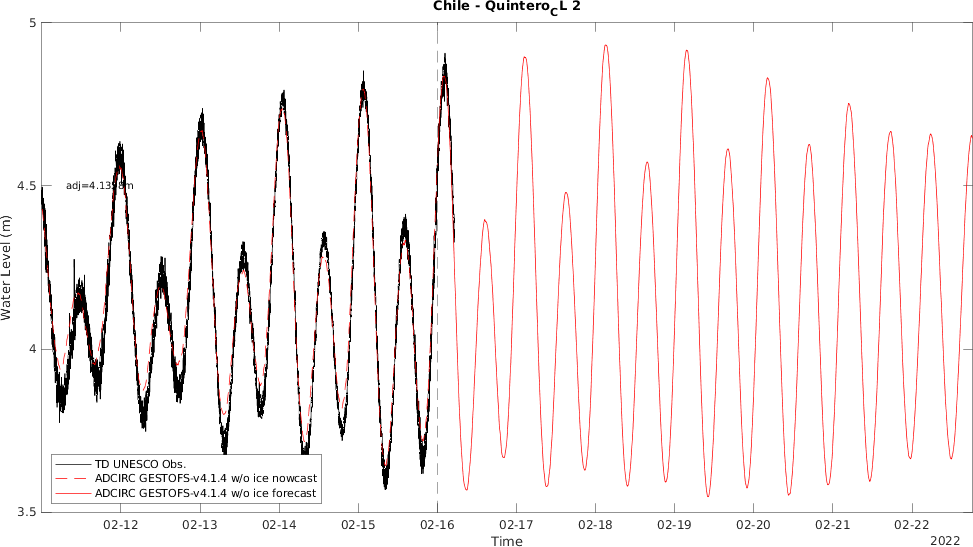 Chile - Quintero_CL 2
5
4.5
4
3.5
Water Level (m)
adj=4.1398m
TD UNESCO Obs.
ADCIRC GESTOFS-v4.1.4 w/o ice nowcast
ADCIRC GESTOFS-v4.1.4 w/o ice forecast
02-12 02-13 02-14 02-15 02-16 02-17 02-18 02-19 02-20 02-21 02-22
Time
2022